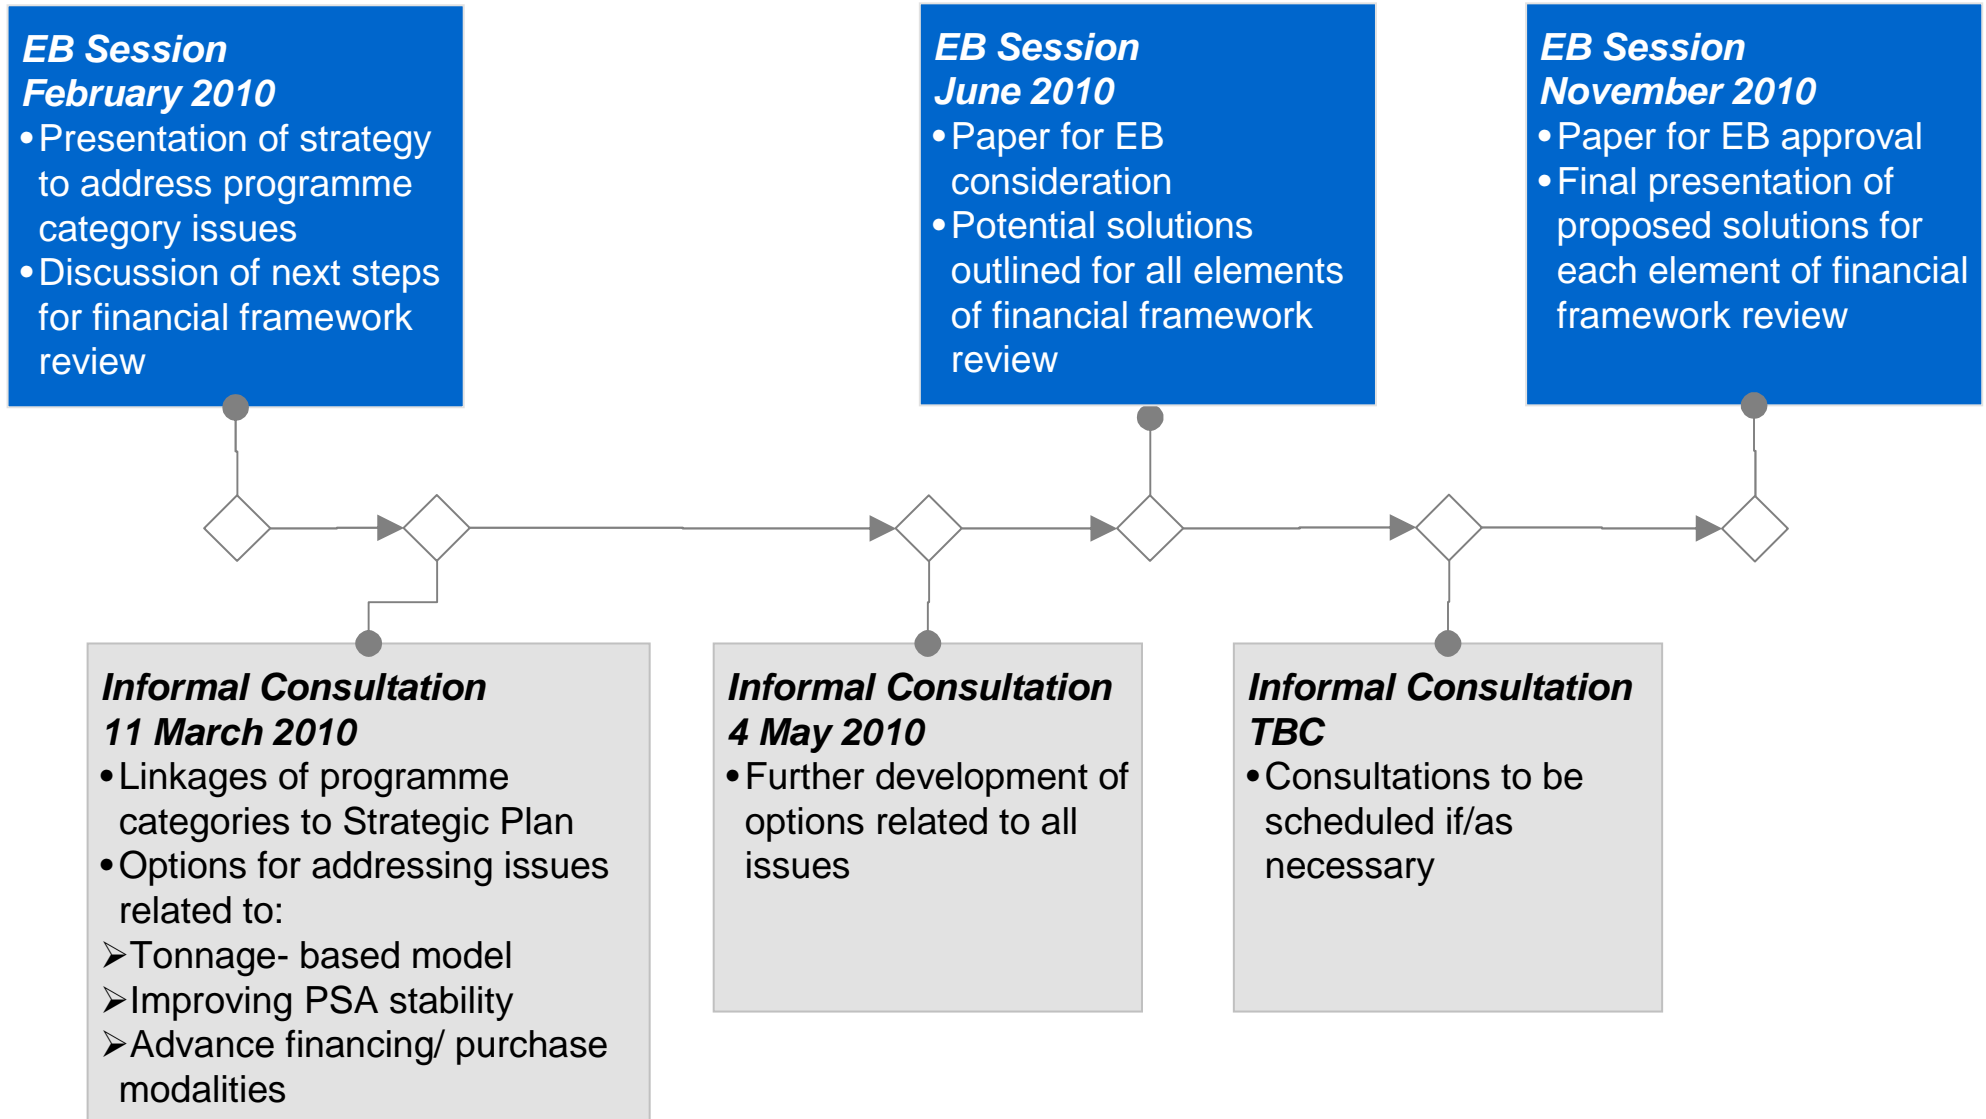 EB Session
February 2010
•Presentation of strategy
to address programme
category issues
•Discussion of next steps
for financial framework
review
EB Session
June 2010
•Paper for EB
consideration
•Potential solutions
outlined for all elements
of financial framework
review
EB Session
November 2010
•Paper for EB approval
•Final presentation of
proposed solutions for
each element of financial
framework review
Informal Consultation
11 March 2010
•Linkages of programme
categories to Strategic Plan
•Options for addressing issues
related to:
➢Tonnage- based model
➢Improving PSA stability
➢Advance financing/ purchase
modalities
Informal Consultation
4 May 2010
•Further development of
options related to all
issues
Informal Consultation
TBC
•Consultations to be
scheduled if/as
necessary